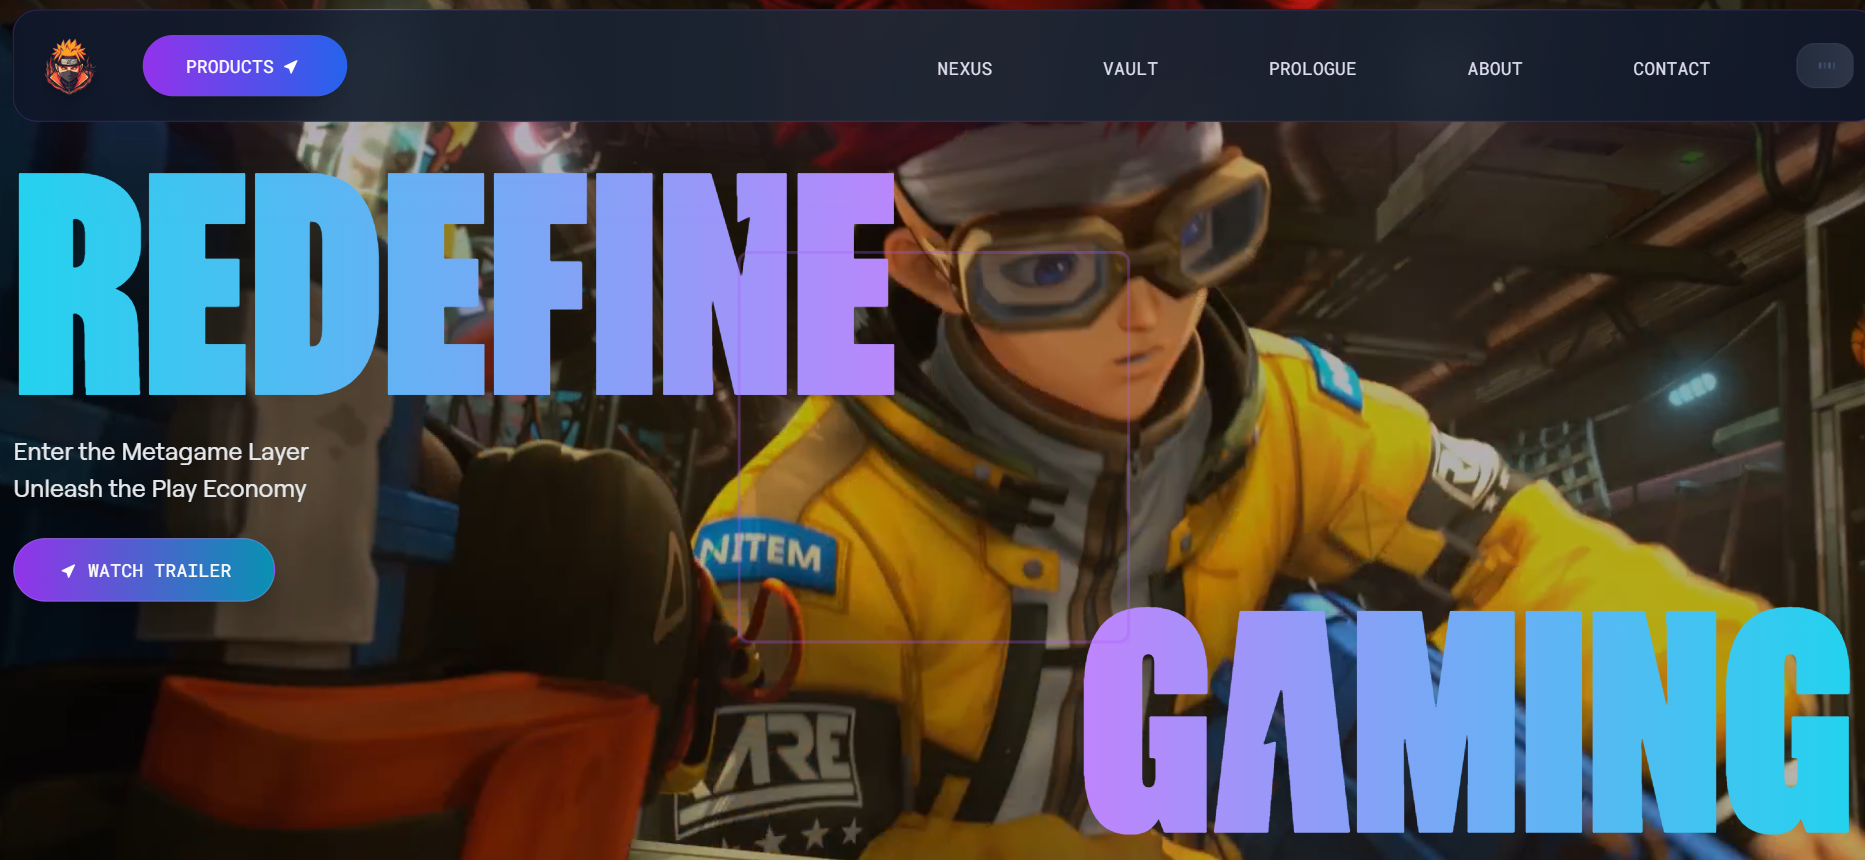 PRODUCTS
NEXUS
VAULT
PROLOGUE
ABOUT
CONTACT
REDEFINE
Enter the Metagame Layer
Unleash the Play Economy
WATCH TRAILER
NITEM
ARE
GAMING